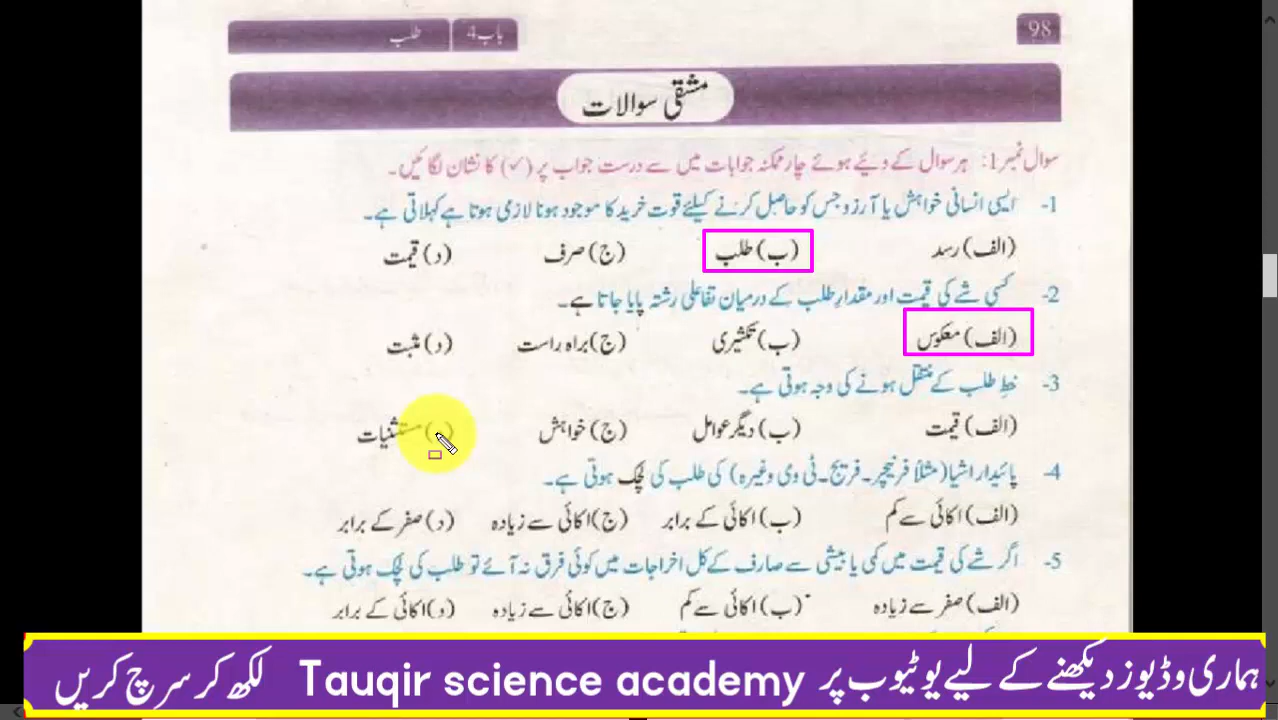 98
باب 4
طلب
مشقی سوالات
سوال نمبر 1: ہر سوال کے دیئے ہوئے چار ممکنہ جوابات میں سے درست جواب پر (✓) کا نشان لگائیں۔
1- ایسی انسانی خواہش یا آرزو جس کو حاصل کرنے کیلئے قوت خرید کا موجود ہونا لازمی ہوتا ہے کہلاتی ہے۔
(الف) رسد (ب) طلب (ج) صرف (د) قیمت
2- کسی شے کی قیمت اور مقدارِ طلب کے درمیان تفاعلی رشتہ پایا جاتا ہے۔
(الف) معکوس (ب) تکثیری (ج) براہ راست (د) مثبت
3- خطِ طلب کے منتقل ہونے کی وجہ ہوتی ہے۔
(الف) قیمت (ب) دیگر عوامل (ج) خواہش (د) مستثنیات
4- پائیدار اشیا (مثلاً فرنیچر۔ فریج۔ ٹی وی وغیرہ) کی طلب کی لچک ہوتی ہے۔
(الف) اکائی سے کم (ب) اکائی کے برابر (ج) اکائی سے زیادہ (د) صفر کے برابر
5- اگر شے کی قیمت میں کمی یا بیشی سے صارف کے کل اخراجات میں کوئی فرق نہ آئے تو طلب کی لچک ہوتی ہے۔
(الف) صفر سے زیادہ (ب) اکائی سے کم (ج) اکائی سے زیادہ (د) اکائی کے برابر
ہماری وڈیوز دیکھنے کے لیے یوٹیوب پر Tauqir science academy لکھ کر سرچ کریں